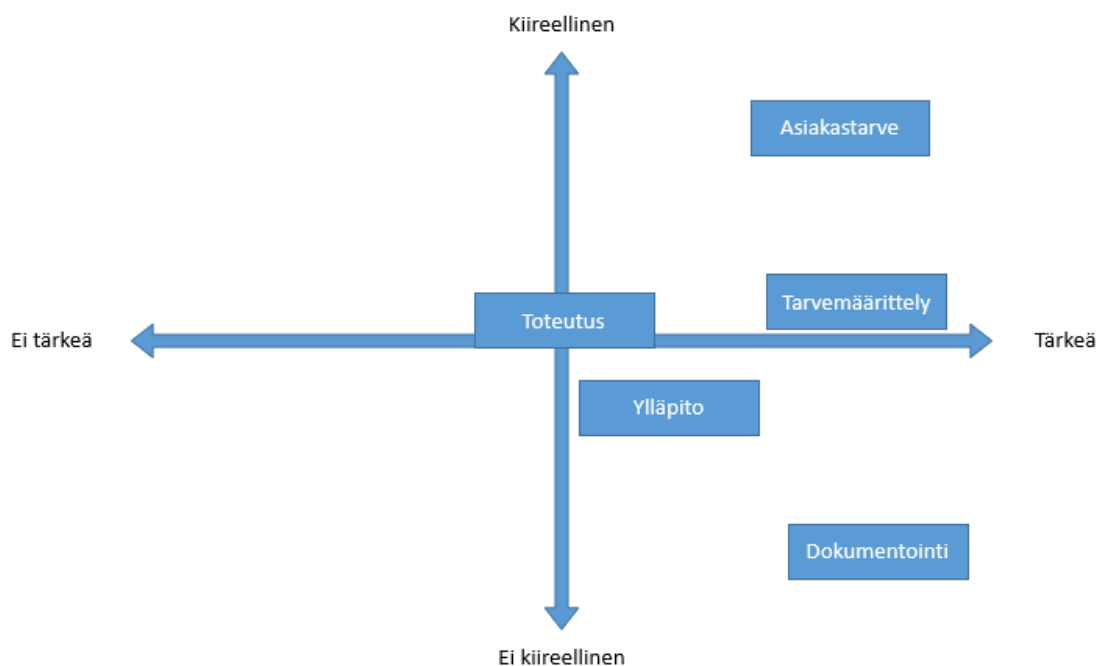 Kiireellinen
Asiakastarve
Tarvemäärittely
Toteutus
Ei tärkeä
Tärkeä
Ylläpito
Dokumentointi
Ei kiireellinen